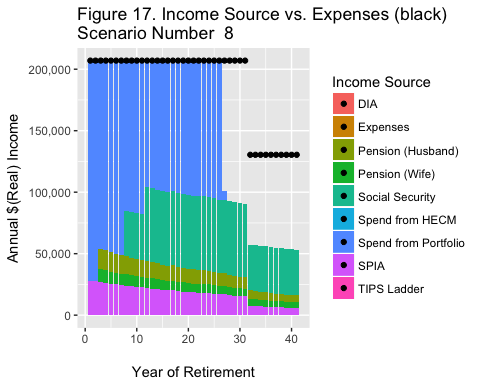 Figure 17. Income Source vs. Expenses (black)
Scenario Number 8
200,000
150,000
100,000
50,000
0
Annual $(Real) Income
0
10
20
30
40
Year of Retirement
Income Source
DIA
Expenses
Pension (Husband)
Pension (Wife)
Social Security
Spend from HECM
Spend from Portfolio
SPIA
TIPS Ladder